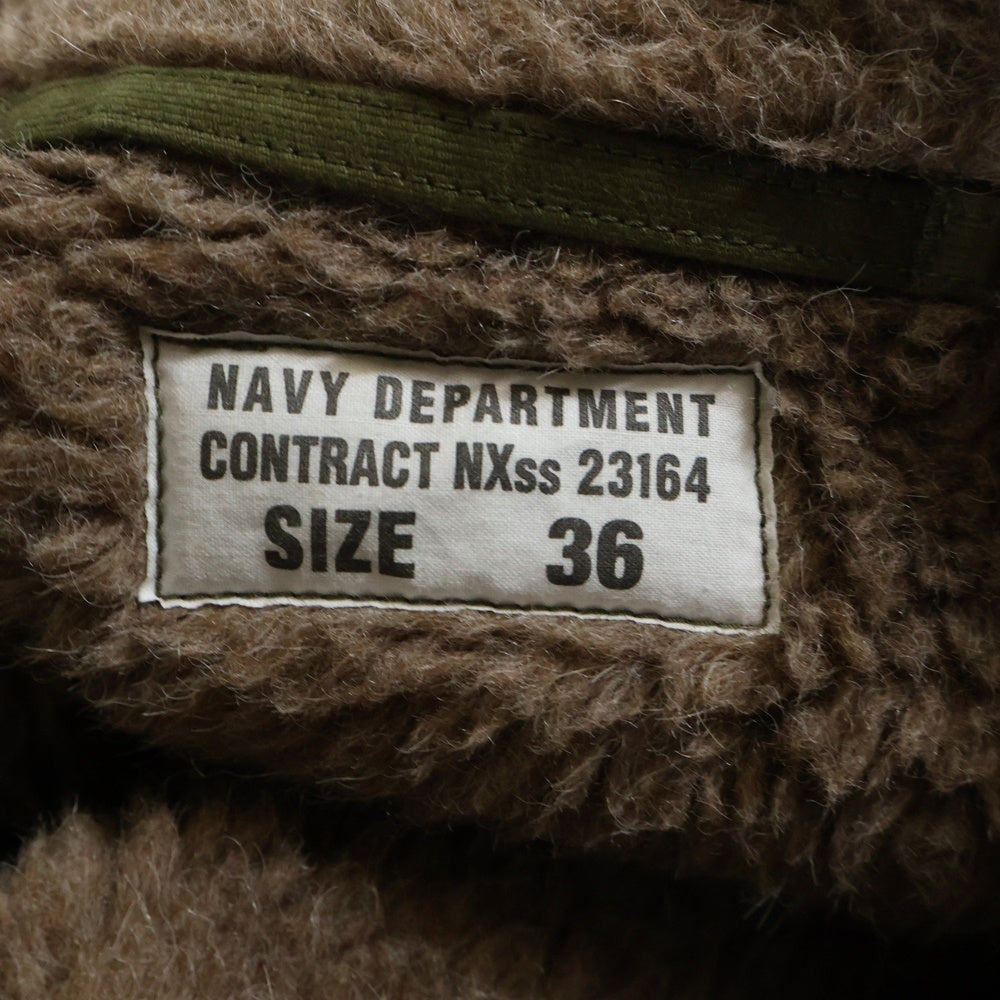 NAVY DEPARTMENT
CONTRACT NXss 23164
SIZE 36